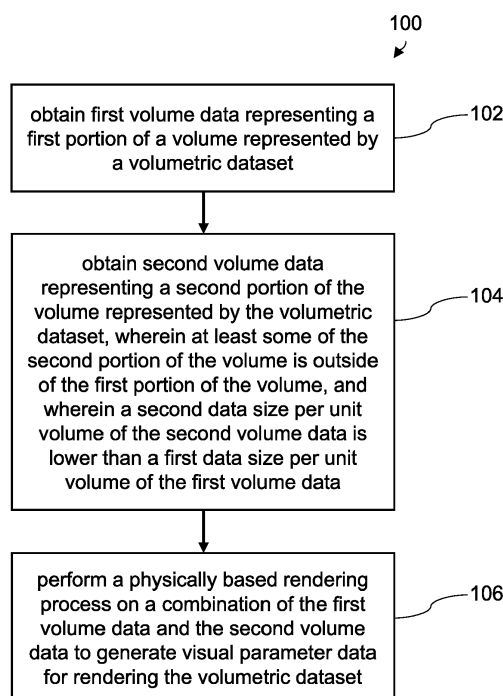 100
obtain first volume data representing a
first portion of a volume represented by
a volumetric dataset
102
obtain second volume data
representing a second portion of the
volume represented by the volumetric
dataset, wherein at least some of the
second portion of the volume is outside
of the first portion of the volume, and
wherein a second data size per unit
volume of the second volume data is
lower than a first data size per unit
volume of the first volume data
104
perform a physically based rendering
process on a combination of the first
volume data and the second volume
data to generate visual parameter data
for rendering the volumetric dataset
106